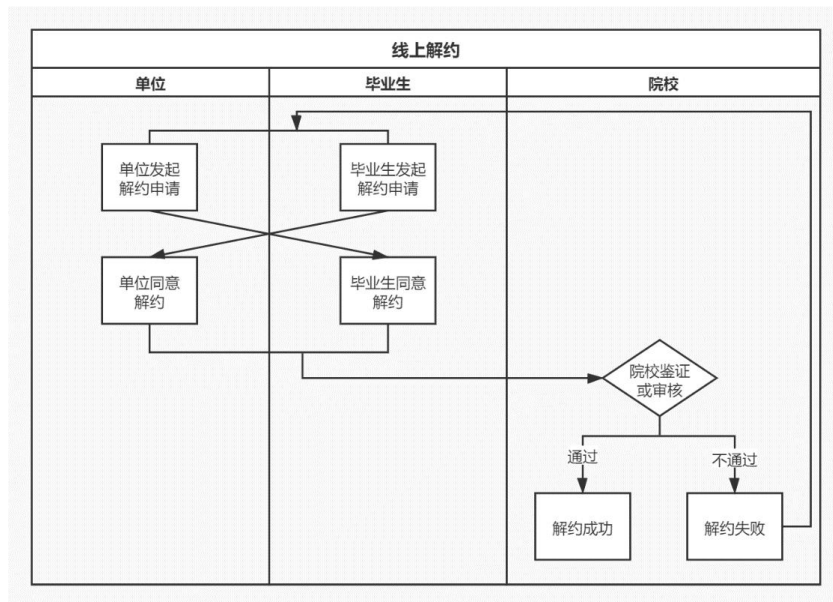 线上解约
单位
毕业生
院校
单位发起
解约申请
毕业生发起
解约申请
单位同意
解约
毕业生同意
解约
院校鉴证
或审核
通过
不通过
解约成功
解约失败